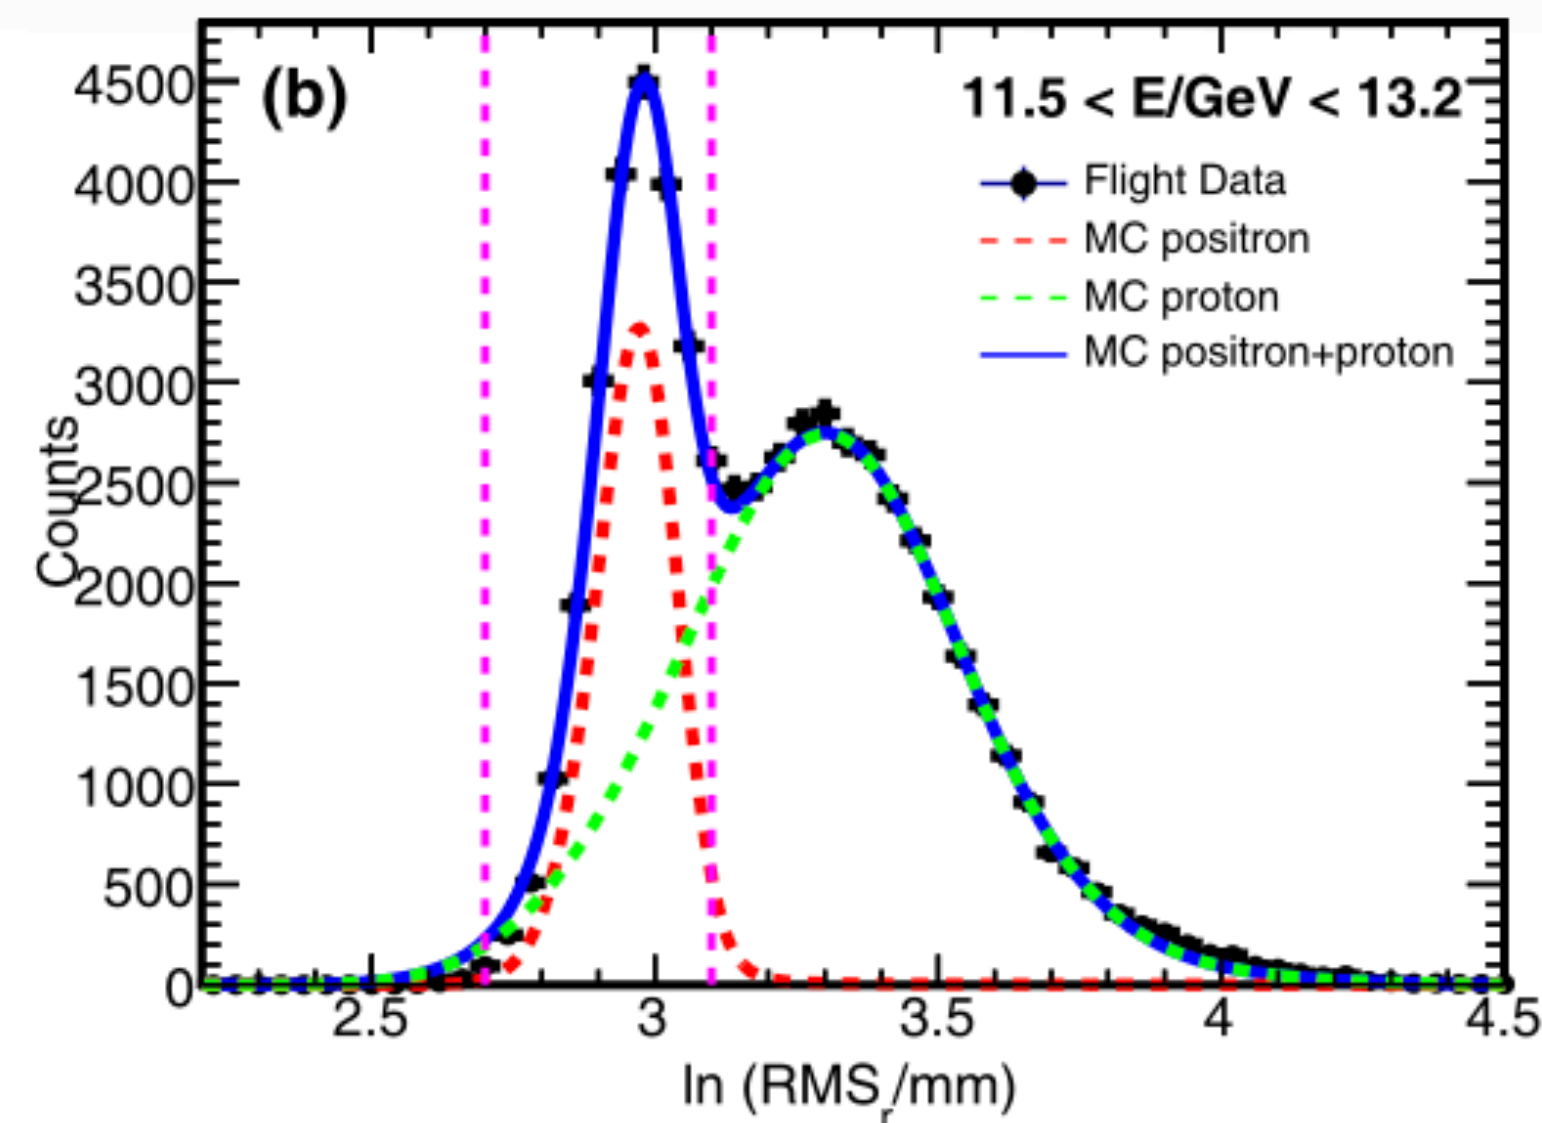 (b)
11.5 < E/GeV < 13.2
Flight Data
MC positron
MC proton
MC positron+proton
Counts
4500
4000
3500
3000
2500
2000
1500
1000
500
0
2.5 3 3.5 4 4.5
ln (RMSr/mm)